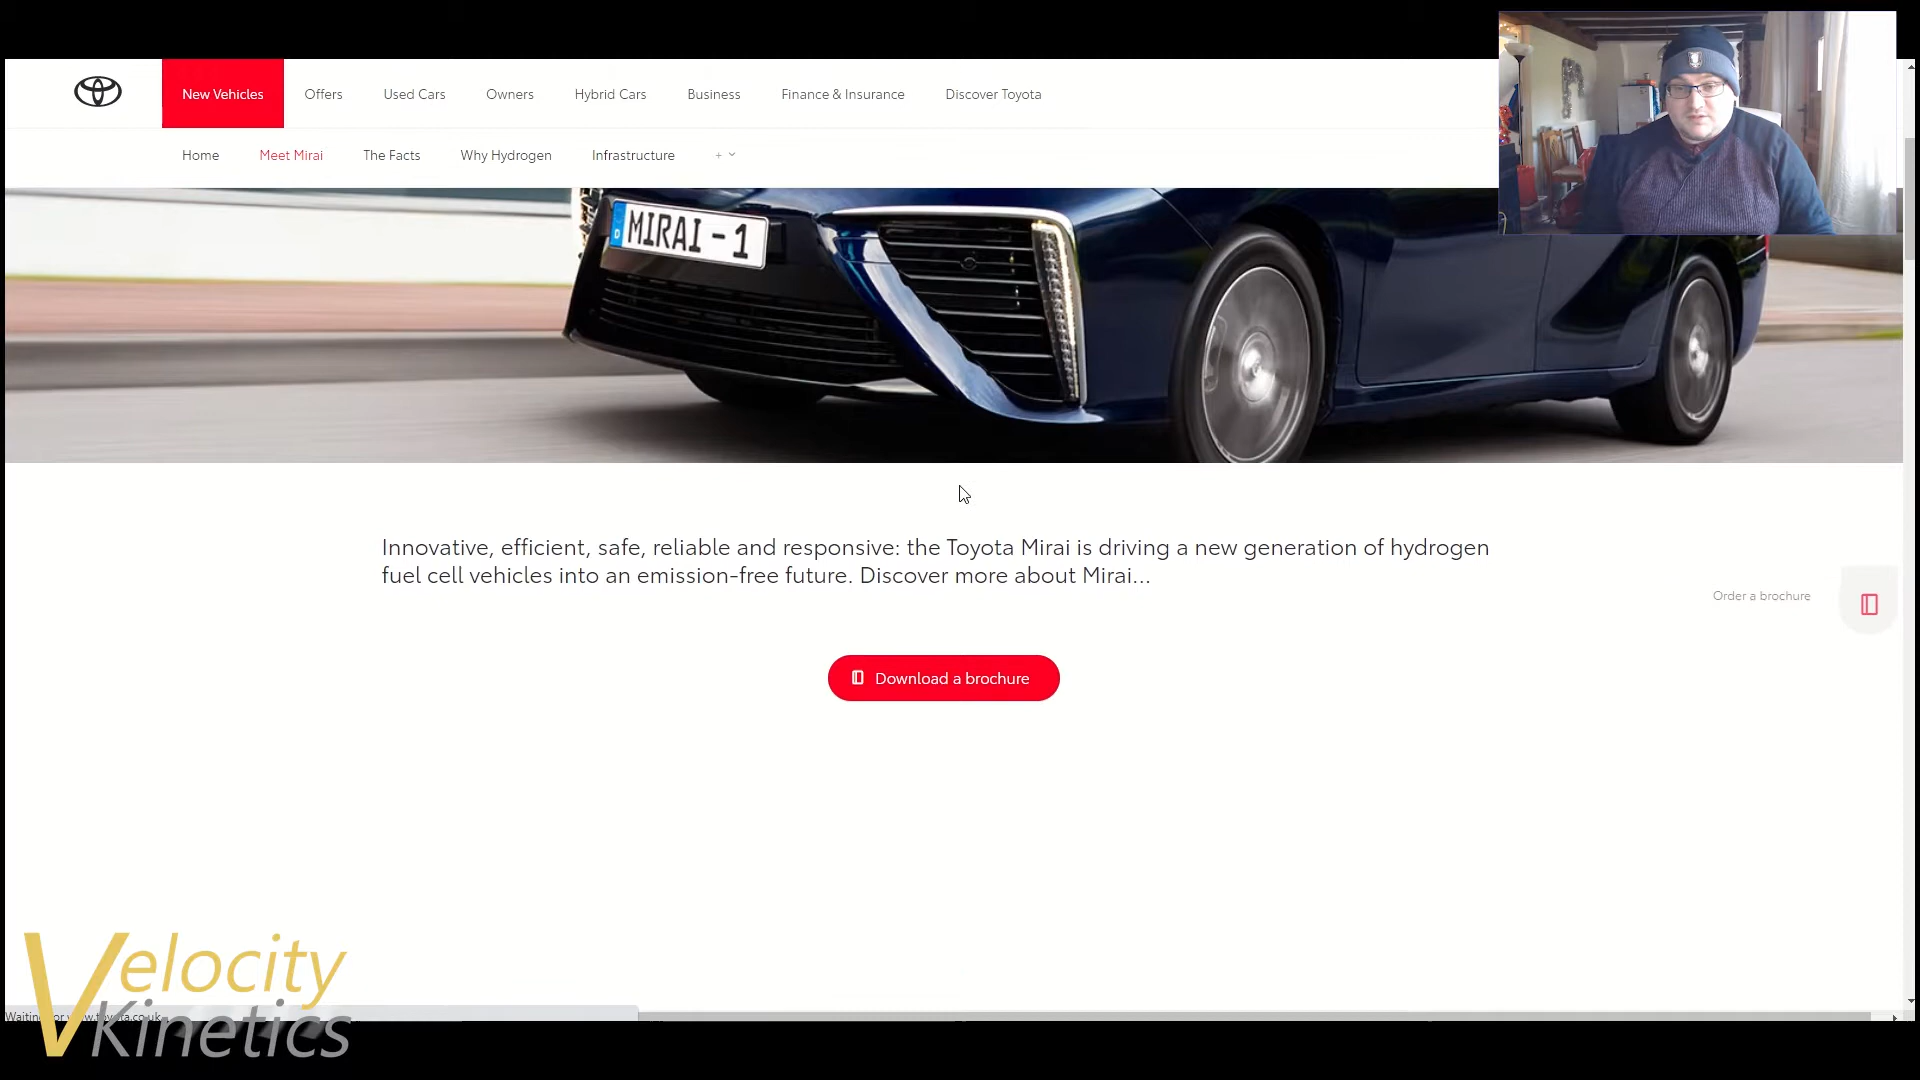 New Vehicles Offers Used Cars Owners Hybrid Cars Business Finance & Insurance Discover Toyota
Home Meet Mirai The Facts Why Hydrogen Infrastructure +
MIRAI - 1
D
Innovative, efficient, safe, reliable and responsive: the Toyota Mirai is driving a new generation of hydrogen
fuel cell vehicles into an emission-free future. Discover more about Mirai...
Order a brochure
Download a brochure
Velocity
Kinetics